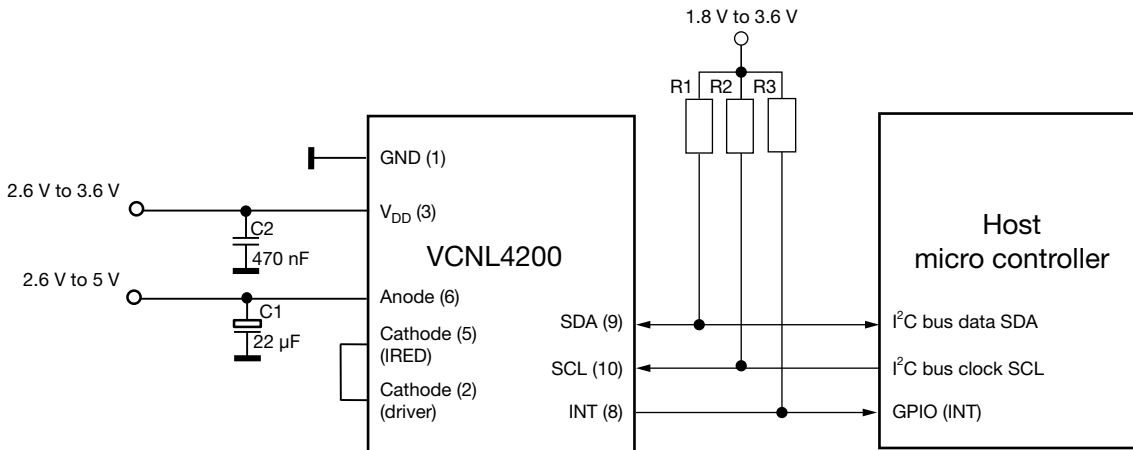 1.8 V to 3.6 V
R1 R2 R3
GND (1)
2.6 V to 3.6 V
V_DD (3)
C2
470 nF
VCNL4200
Host
micro controller
2.6 V to 5 V
Anode (6)
C1
22 µF
Cathode (5)
(IRED)
Cathode (2)
(driver)
SDA (9)
I²C bus data SDA
SCL (10)
I²C bus clock SCL
INT (8)
GPIO (INT)